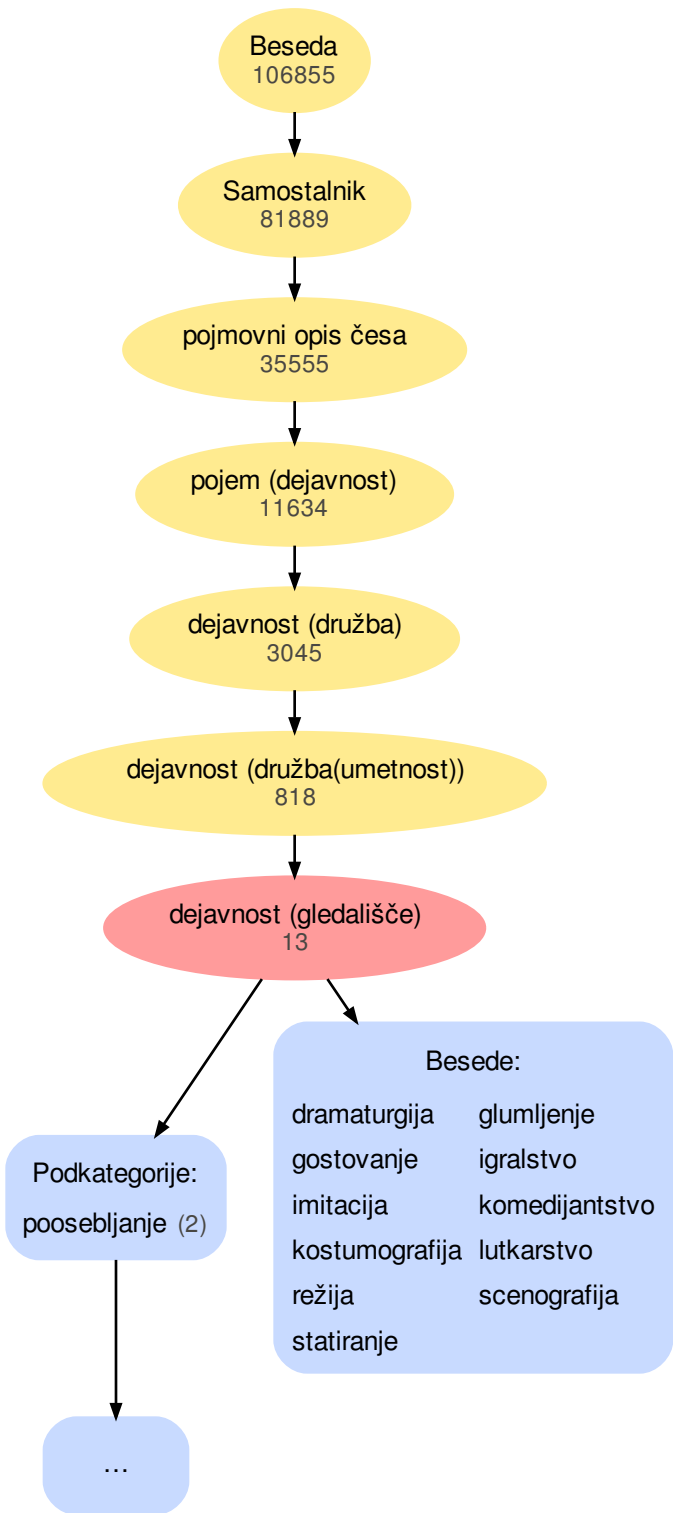 Beseda
106855
Samostalnik
81889
pojmovni opis česa
35555
pojem (dejavnost)
11634
dejavnost (družba)
3045
dejavnost (družba(umetnost))
818
dejavnost (gledališče)
13
Besede:
dramaturgija glumljenje
gostovanje igralstvo
imitacija komedijantstvo
kostumografija lutkarstvo
režija scenografija
statiranje
Podkategorije:
poosebljanje (2)
...